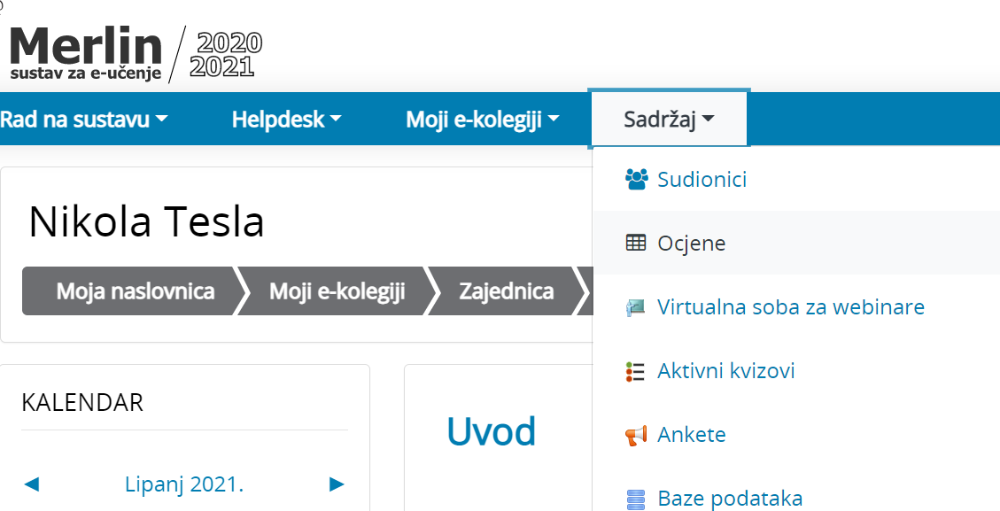 Merlin
sustav za e-učenje
2020
2021
Rad na sustavu
Helpdesk
Moji e-kolegiji
Sadržaj
Sudionici
Ocjene
Virtualna soba za webinare
Aktivni kvizovi
Ankete
Baze podataka
Nikola Tesla
Moja naslovnica
Moji e-kolegiji
Zajednica
KALENDAR
Lipanj 2021.
Uvod